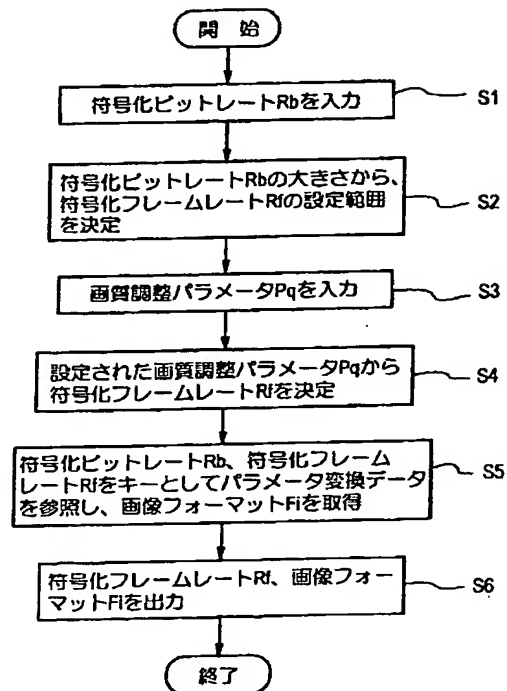 開 始
符号化ビットレートRbを入力
S1
符号化ビットレートRbの大きさから、
符号化フレームレートRfの設定範囲
を決定
S2
画質調整パラメータPqを入力
S3
設定された画質調整パラメータPqから
符号化フレームレートRfを決定
S4
符号化ビットレートRb、符号化フレーム
レートRfをキーとしてパラメータ変換データ
を参照し、画像フォーマットFiを取得
S5
符号化フレームレートRf、画像フォー
マットFiを出力
S6
終了